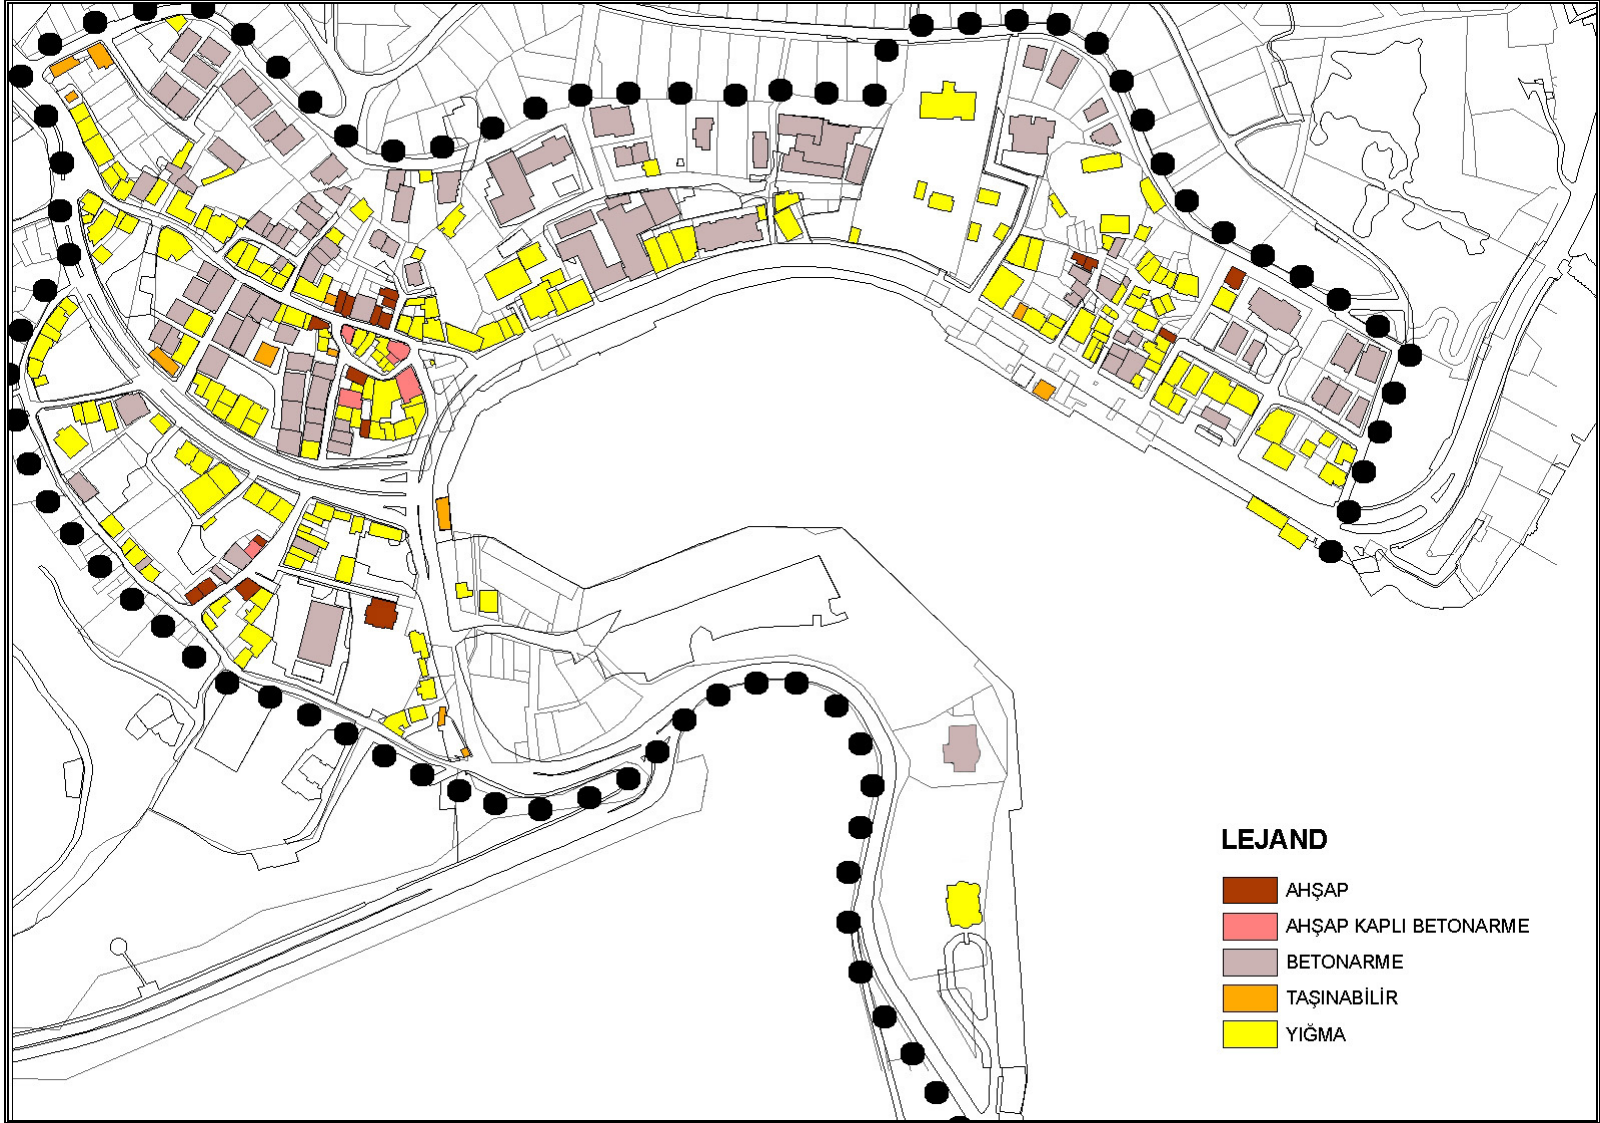 LEJAND
AHŞAP
AHŞAP KAPLI BETONARME
BETONARME
TAŞINABİLİR
YIĞMA